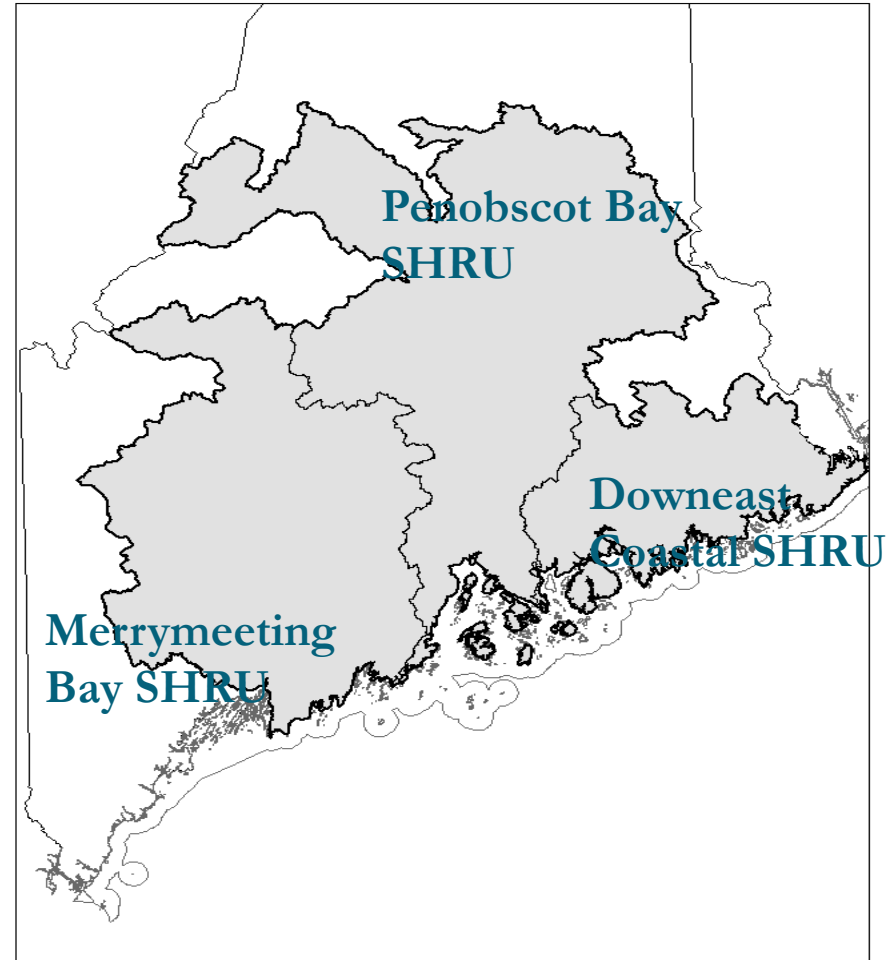 Penobscot Bay
SHRU
Downeast
Coastal SHRU
Merrymeeting
Bay SHRU